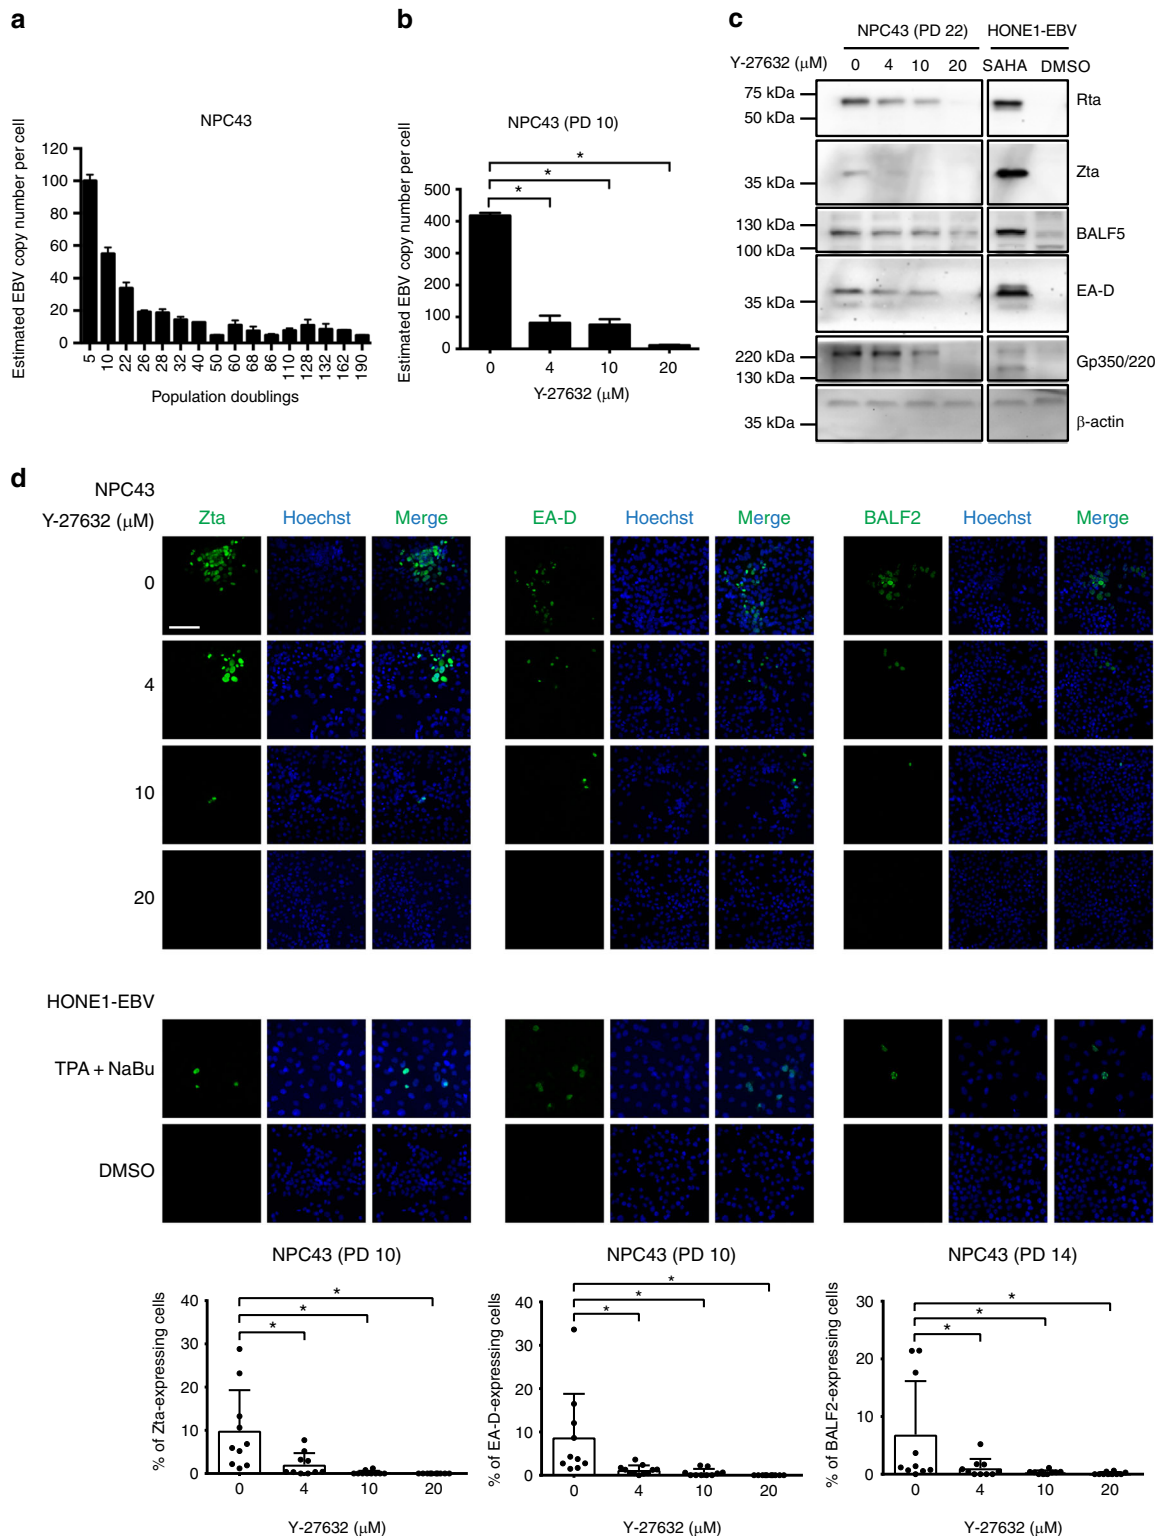 a
NPC43
Estimated EBV copy number per cell
120
100
80
60
40
20
0
5 10 22 26 28 32 40 50 60 68 86 110 128 132 162 190
Population doublings
b
NPC43 (PD 10)
Estimated EBV copy number per cell
500
400
300
200
100
0
* * *
0 4 10 20
Y-27632 (μM)
c
NPC43 (PD 22) HONE1-EBV
Y-27632 (μM) 0 4 10 20 SAHA DMSO
75 kDa
50 kDa
Rta
35 kDa
Zta
130 kDa
100 kDa
BALF5
35 kDa
EA-D
220 kDa
130 kDa
Gp350/220
35 kDa
β-actin
d
NPC43
Y-27632 (μM) Zta Hoechst Merge EA-D Hoechst Merge BALF2 Hoechst Merge
0
4
10
20
HONE1-EBV
TPA + NaBu
DMSO
NPC43 (PD 10)
% of Zta-expressing cells
40
30
20
10
0
* * *
0 4 10 20
Y-27632 (μM)
NPC43 (PD 10)
% of EA-D-expressing cells
40
30
20
10
0
* * *
0 4 10 20
Y-27632 (μM)
NPC43 (PD 14)
% of BALF2-expressing cells
30
20
10
0
* * *
0 4 10 20
Y-27632 (μM)